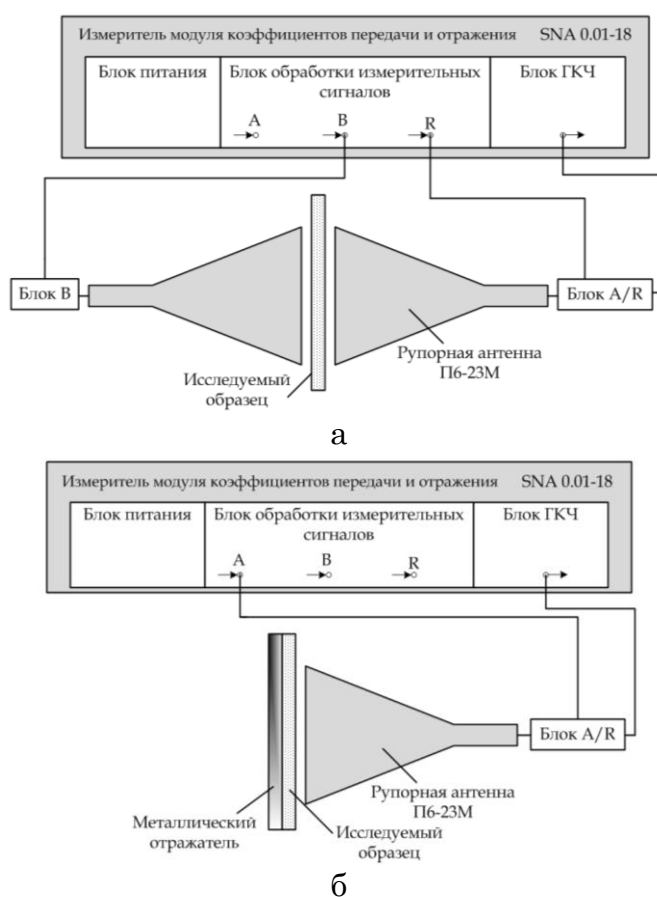 Измеритель модуля коэффициентов передачи и отражения SNA 0.01-18
Блок питания
Блок обработки измерительных
сигналов
Блок ГКЧ
A
B
R
Блок B
Блок A/R
Рупорная антенна
П6-23М
Исследуемый
образец
а
Измеритель модуля коэффициентов передачи и отражения SNA 0.01-18
Блок питания
Блок обработки измерительных
сигналов
Блок ГКЧ
A
B
R
Блок A/R
Рупорная антенна
П6-23М
Металлический
отражатель
Исследуемый
образец
б